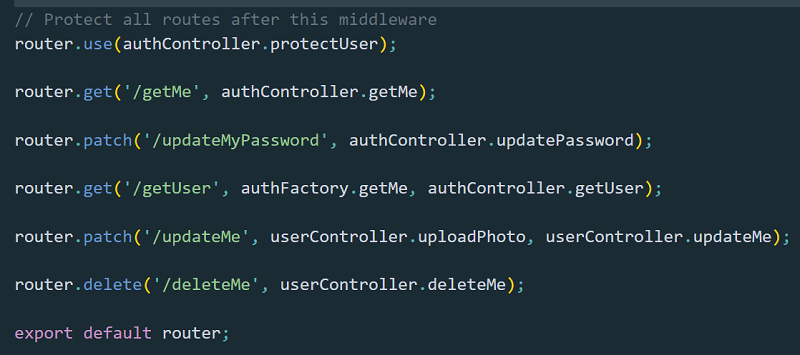 // Protect all routes after this middleware
router.use(authController.protectUser);
router.get('/getMe', authController.getMe);
router.patch('/updateMyPassword', authController.updatePassword);
router.get('/getUser', authFactory.getMe, authController.getUser);
router.patch('/updateMe', userController.uploadPhoto, userController.updateMe);
router.delete('/deleteMe', userController.deleteMe);
export default router;